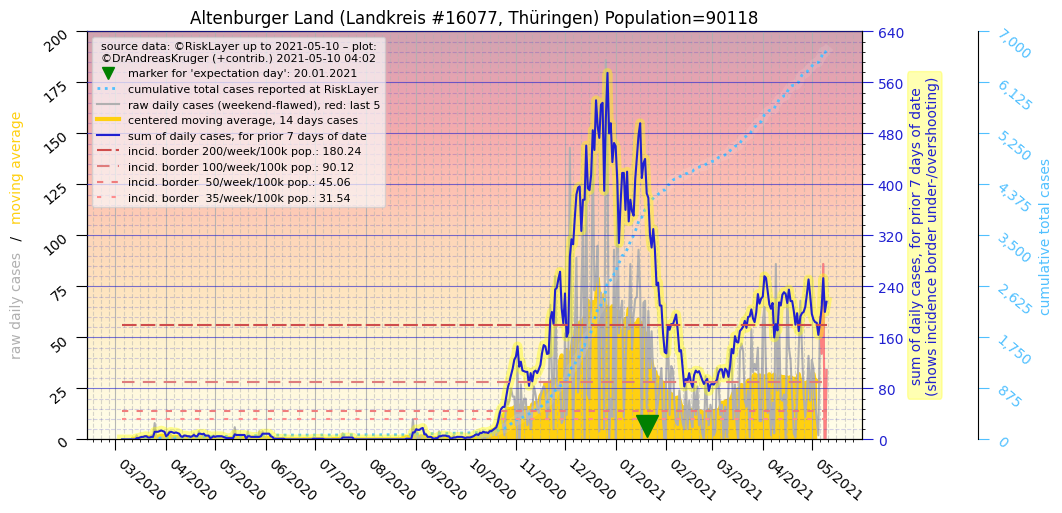 Altenburger Land (Landkreis #16077, Thüringen) Population=90118
source data: ©RiskLayer up to 2021-05-10 – plot:
©DrAndreasKruger (+contrib.) 2021-05-10 04:02
marker for 'expectation day': 20.01.2021
cumulative total cases reported at RiskLayer
raw daily cases (weekend-flawed), red: last 5
centered moving average, 14 days cases
sum of daily cases, for prior 7 days of date
incid. border 200/week/100k pop.: 180.24
incid. border 100/week/100k pop.: 90.12
incid. border  50/week/100k pop.: 45.06
incid. border  35/week/100k pop.: 31.54
raw daily cases / moving average
200
175
150
125
100
75
50
25
0
03/2020
04/2020
05/2020
06/2020
07/2020
08/2020
09/2020
10/2020
11/2020
12/2020
01/2021
02/2021
03/2021
04/2021
05/2021
640
560
480
400
320
240
160
80
0
sum of daily cases, for prior 7 days of date
(shows incidence border under-/overshooting)
7,000
6,125
5,250
4,375
3,500
2,625
1,750
875
0
cumulative total cases